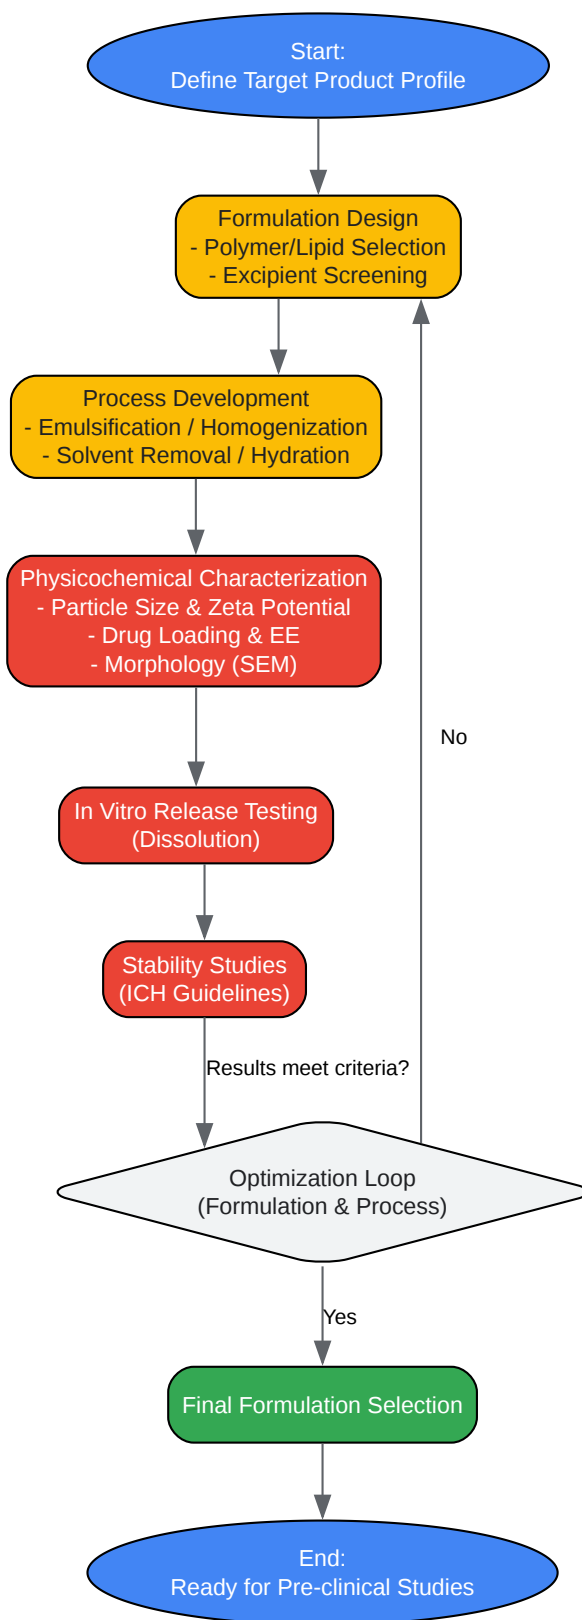 Start:
Define Target Product Profile
Formulation Design
- Polymer/Lipid Selection
- Excipient Screening
Process Development
- Emulsification / Homogenization
- Solvent Removal / Hydration
Physicochemical Characterization
- Particle Size & Zeta Potential
- Drug Loading & EE
- Morphology (SEM)
No
In Vitro Release Testing
(Dissolution)
Stability Studies
(ICH Guidelines)
Results meet criteria?
Optimization Loop
(Formulation & Process)
Yes
Final Formulation Selection
End:
Ready for Pre-clinical Studies